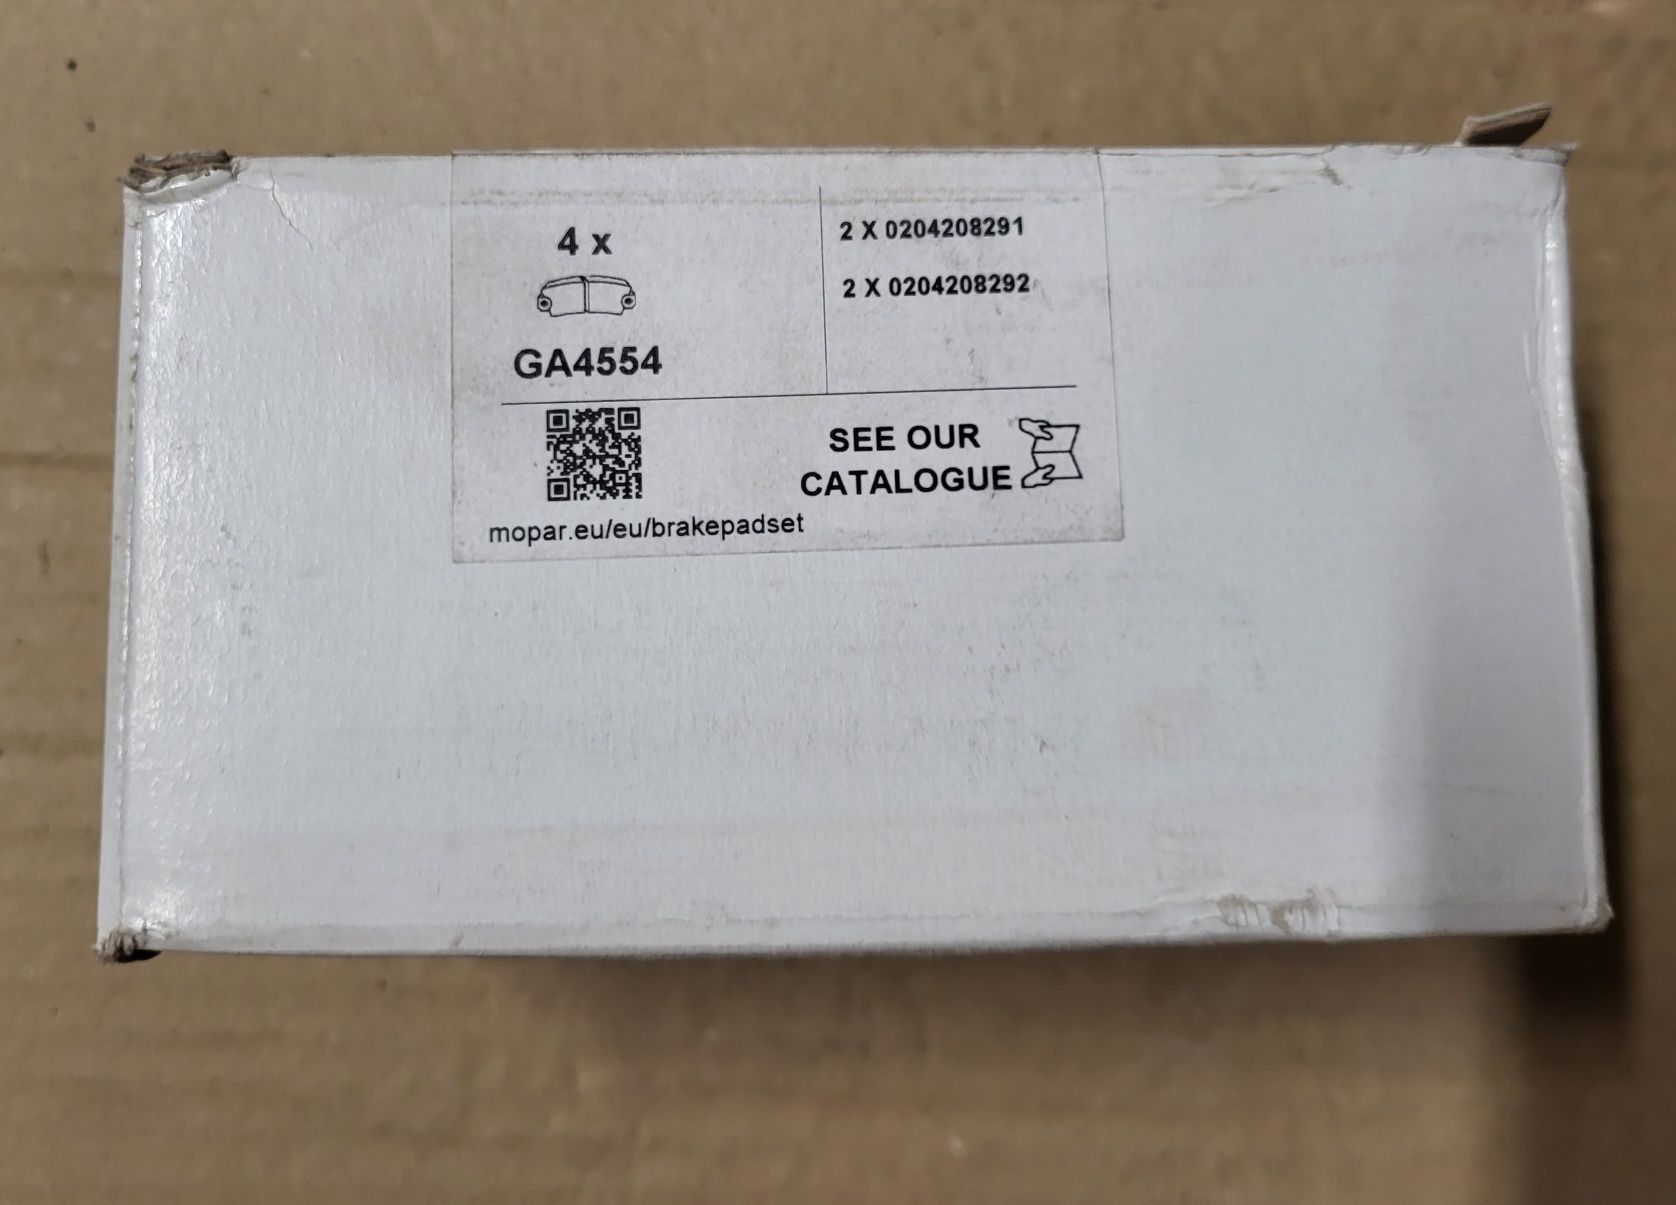 4 x
GA4554
2 X 0204208291
2 X 0204208292
SEE OUR
CATALOGUE
mopar.eu/eu/brakepadset